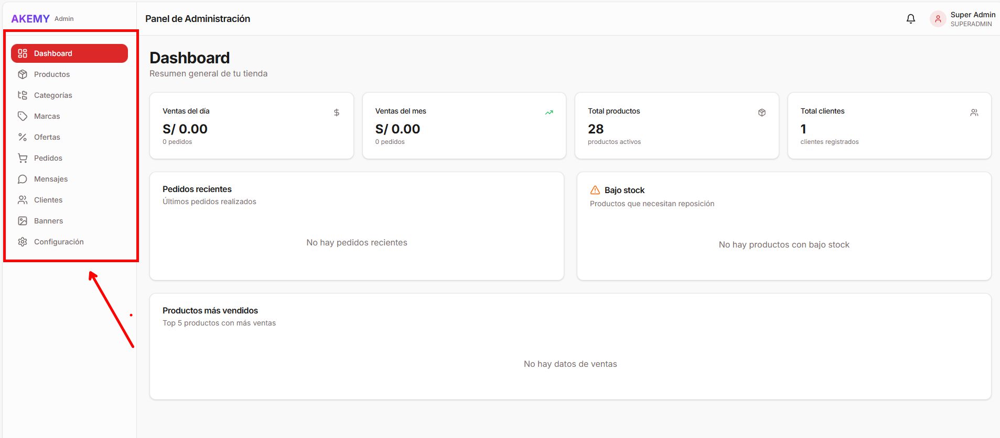 AKEMY Admin
Panel de Administración
Super Admin
SUPERADMIN
Dashboard
Productos
Categorías
Marcas
Ofertas
Pedidos
Mensajes
Clientes
Banners
Configuración
Dashboard
Resumen general de tu tienda
Ventas del día
S/ 0.00
0 pedidos
Ventas del mes
S/ 0.00
0 pedidos
Total productos
28
productos activos
Total clientes
1
clientes registrados
Pedidos recientes
Últimos pedidos realizados
No hay pedidos recientes
Bajo stock
Productos que necesitan reposición
No hay productos con bajo stock
Productos más vendidos
Top 5 productos con más ventas
No hay datos de ventas